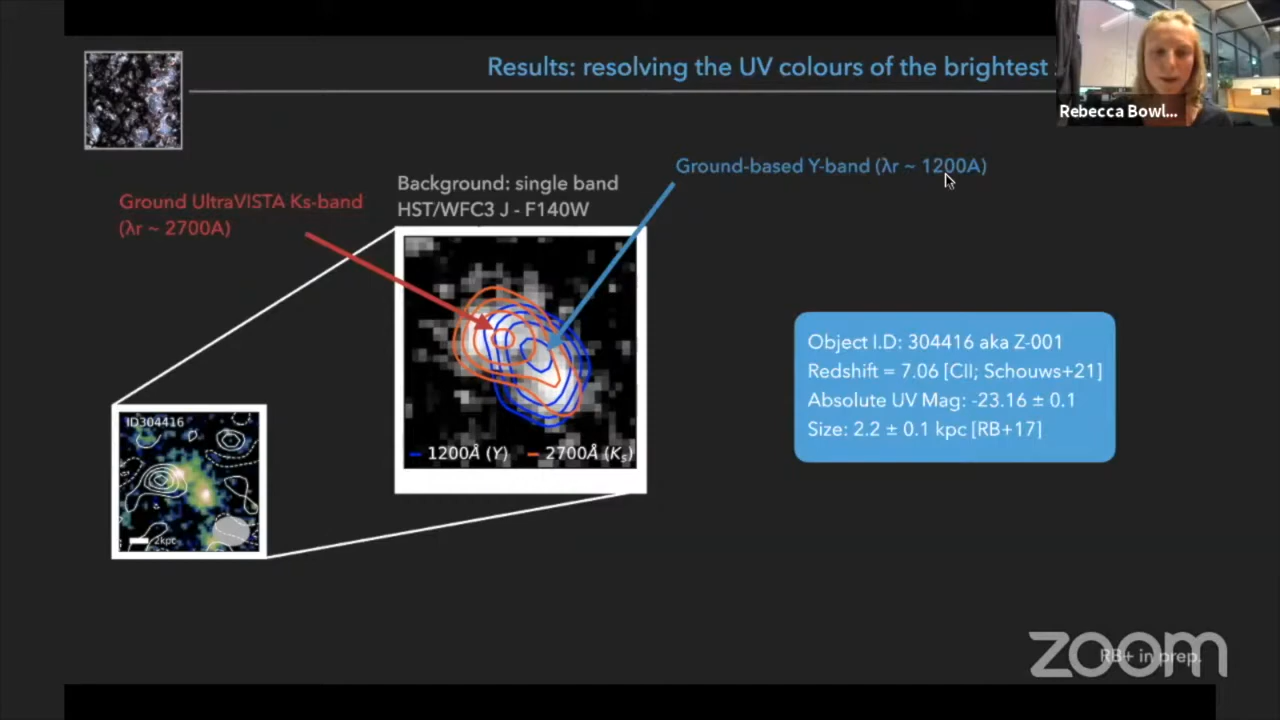 Results: resolving the UV colours of the brightest
Rebecca Bowl...
Ground-based Y-band (λr ~ 1200A)
Background: single band
HST/WFC3 J - F140W
Ground UltraVISTA Ks-band
(λr ~ 2700A)
1200Å (Y)
2700Å (Ks)
Object I.D: 304416 aka Z-001
Redshift = 7.06 [CII; Schouws+21]
Absolute UV Mag: -23.16 ± 0.1
Size: 2.2 ± 0.1 kpc [RB+17]
ID304416
2kpc
zoom
RB+ in prep.